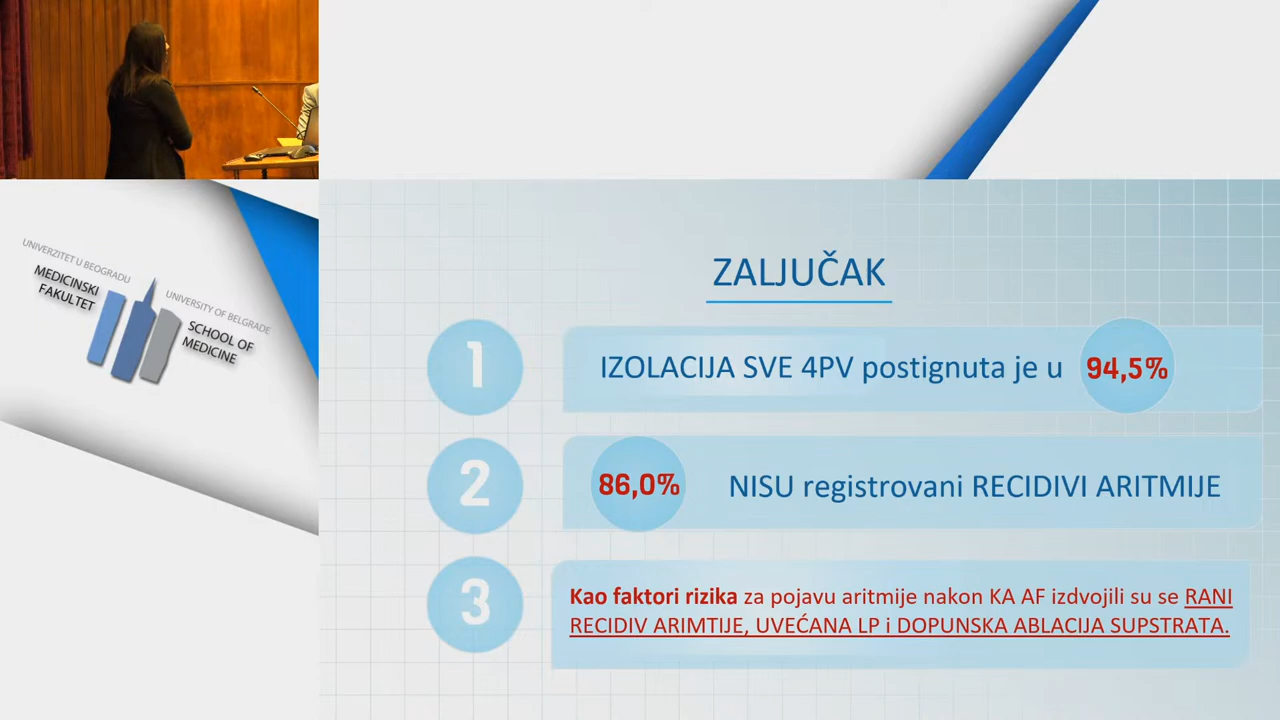 UNIVERZITET U BEOGRADU
MEDICINSKI
FAKULTET
UNIVERSITY OF BELGRADE
SCHOOL OF
MEDICINE
ZALJUČAK
1
IZOLACIJA SVE 4PV postignuta je u 94,5%
2
86,0% NISU registrovani RECIDIVI ARITMIJE
3
Kao faktori rizika za pojavu aritmije nakon KA AF izdvojili su se RANI
RECIDIV ARIMTIJE, UVEĆANA LP i DOPUNSKA ABLACIJA SUPSTRATA.